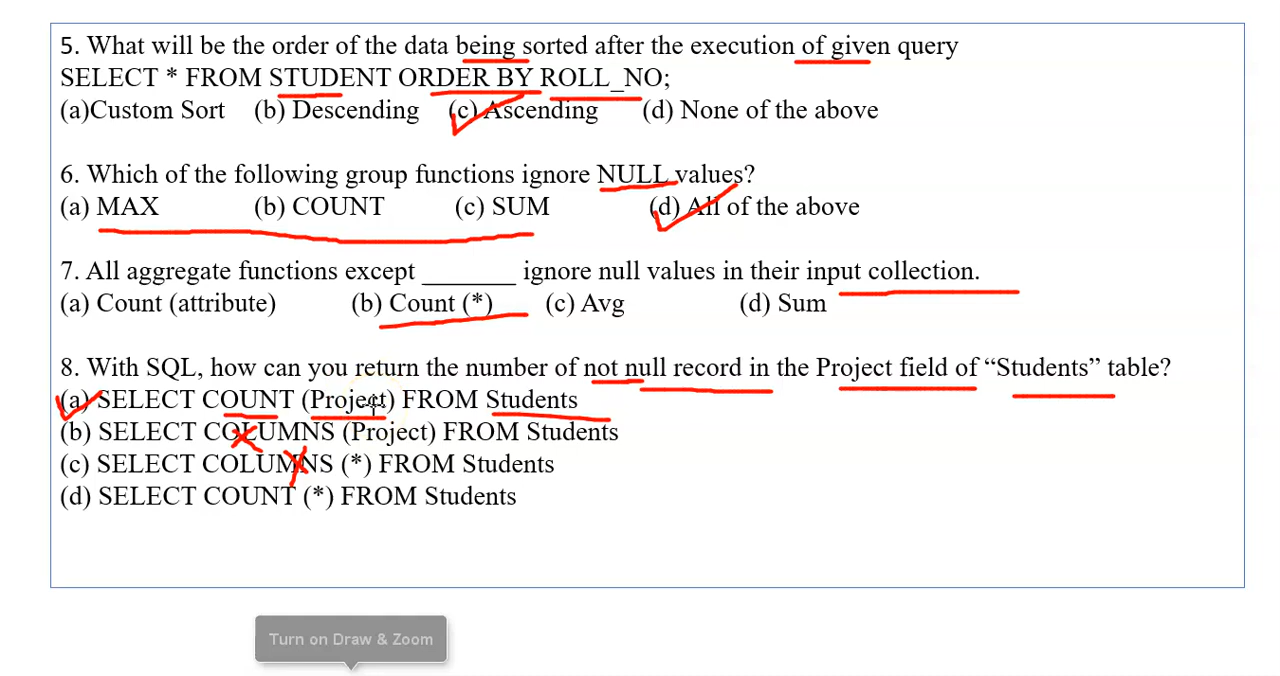 5. What will be the order of the data being sorted after the execution of given query
SELECT * FROM STUDENT ORDER BY ROLL_NO;
(a)Custom Sort (b) Descending (c) Ascending (d) None of the above
6. Which of the following group functions ignore NULL values?
(a) MAX (b) COUNT (c) SUM (d) All of the above
7. All aggregate functions except _______ ignore null values in their input collection.
(a) Count (attribute) (b) Count (*) (c) Avg (d) Sum
8. With SQL, how can you return the number of not null record in the Project field of “Students” table?
(a) SELECT COUNT (Project) FROM Students
(b) SELECT COLUMNS (Project) FROM Students
(c) SELECT COLUMNS (*) FROM Students
(d) SELECT COUNT (*) FROM Students
Turn on Draw & Zoom